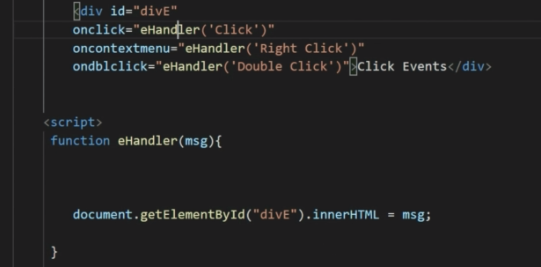 <div id="divE"
onclick="eHandler('Click')"
oncontextmenu="eHandler('Right Click')"
ondblclick="eHandler('Double Click')">Click Events</div>
<script>
function eHandler(msg){
document.getElementById("divE").innerHTML = msg;
}